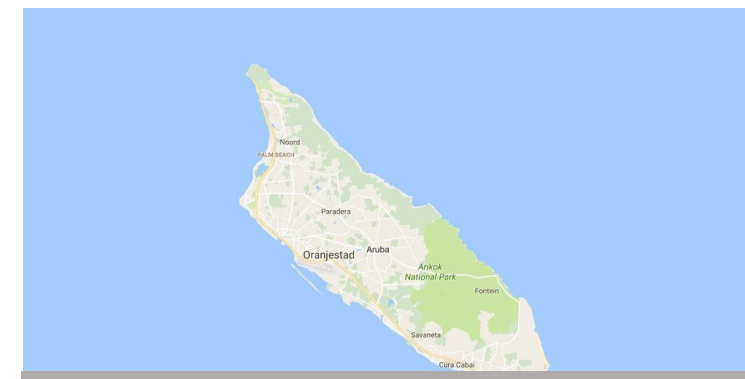 Noord
PALM BEACH
Paradera
Oranjestad
Aruba
Arikok
National Park
Fontein
Savaneta
Cura Cabai